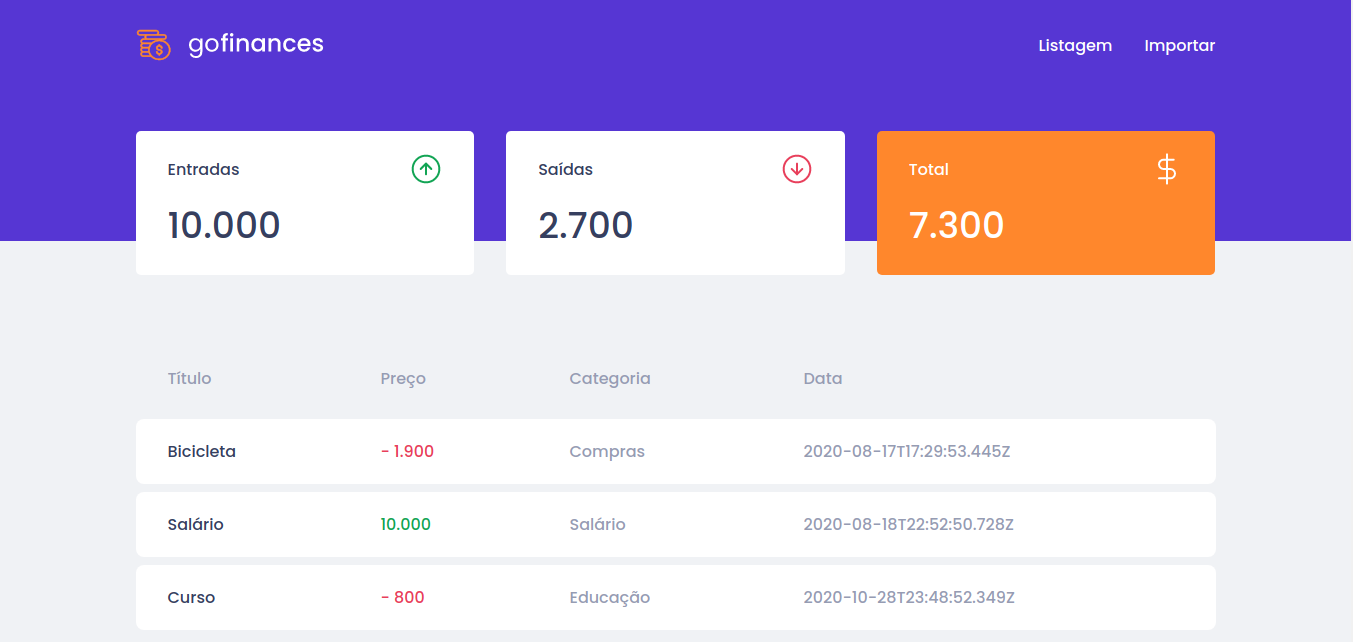 gofinances Listagem Importar
Entradas Saídas Total $
10.000 2.700 7.300
Título Preço Categoria Data
Bicicleta - 1.900 Compras 2020-08-17T17:29:53.445Z
Salário 10.000 Salário 2020-08-18T22:52:50.728Z
Curso - 800 Educação 2020-10-28T23:48:52.349Z